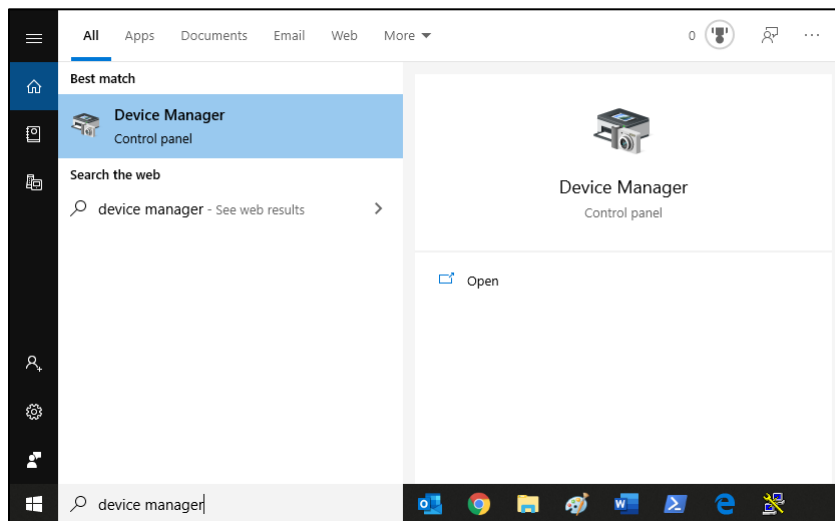 All Apps Documents Email Web More 0 ...
Best match
Device Manager
Control panel
Search the web
device manager - See web results
Device Manager
Control panel
Open
device manager